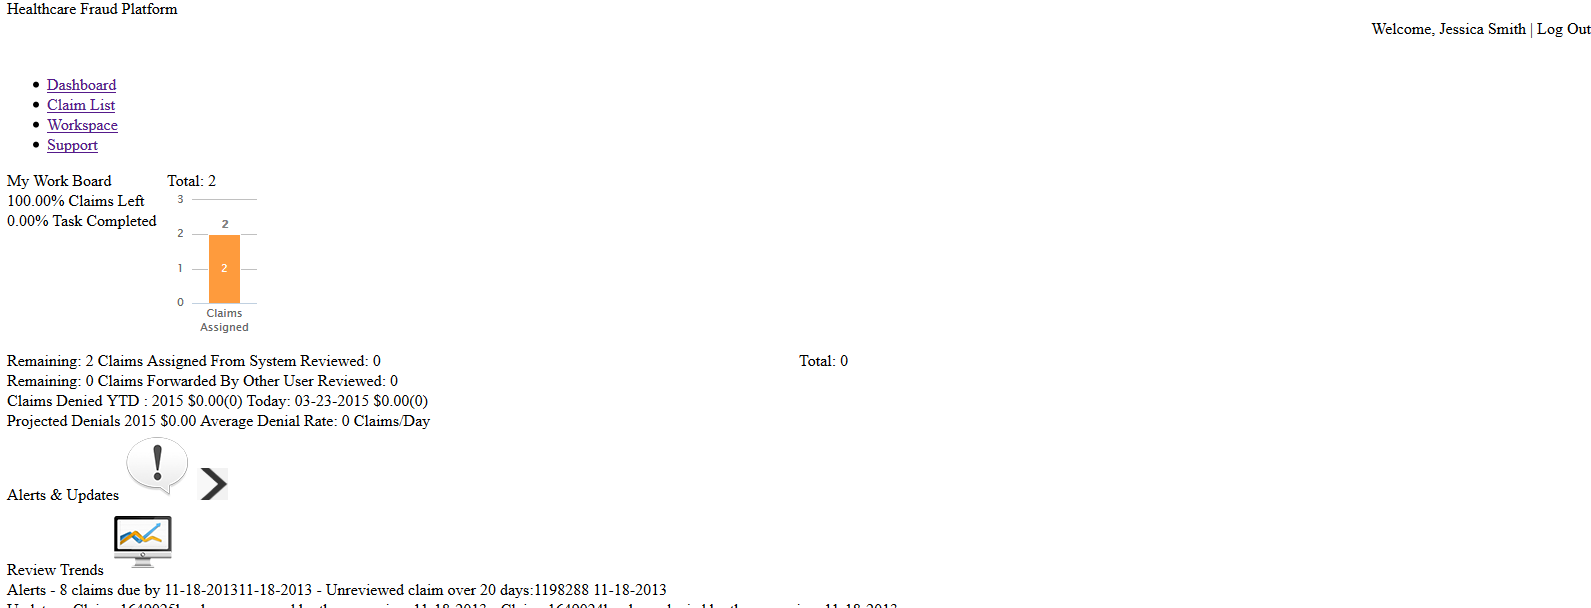 Healthcare Fraud Platform
Welcome, Jessica Smith | Log Out
Dashboard
Claim List
Workspace
Support
My Work Board
100.00% Claims Left
0.00% Task Completed
Total: 2
3
2
2
2
1
0
Claims
Assigned
Remaining: 2 Claims Assigned From System Reviewed: 0
Total: 0
Remaining: 0 Claims Forwarded By Other User Reviewed: 0
Claims Denied YTD : 2015 $0.00(0) Today: 03-23-2015 $0.00(0)
Projected Denials 2015 $0.00 Average Denial Rate: 0 Claims/Day
Alerts & Updates
Review Trends
Alerts - 8 claims due by 11-18-201311-18-2013 - Unreviewed claim over 20 days:1198288 11-18-2013